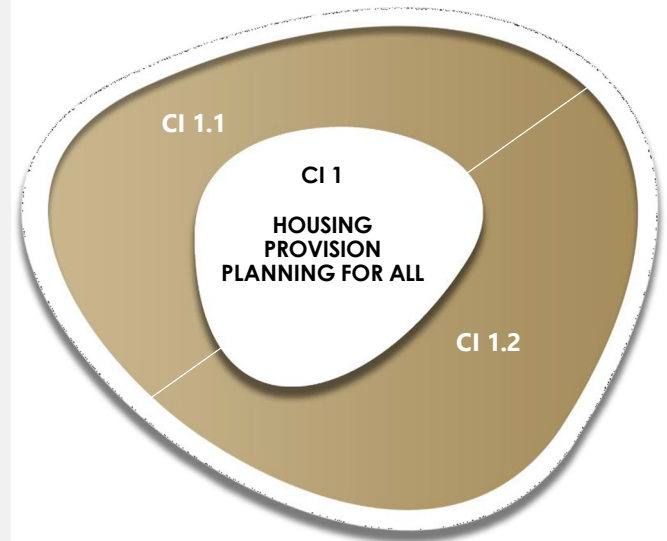 CI 1.1
CI 1
HOUSING
PROVISION
PLANNING FOR ALL
CI 1.2